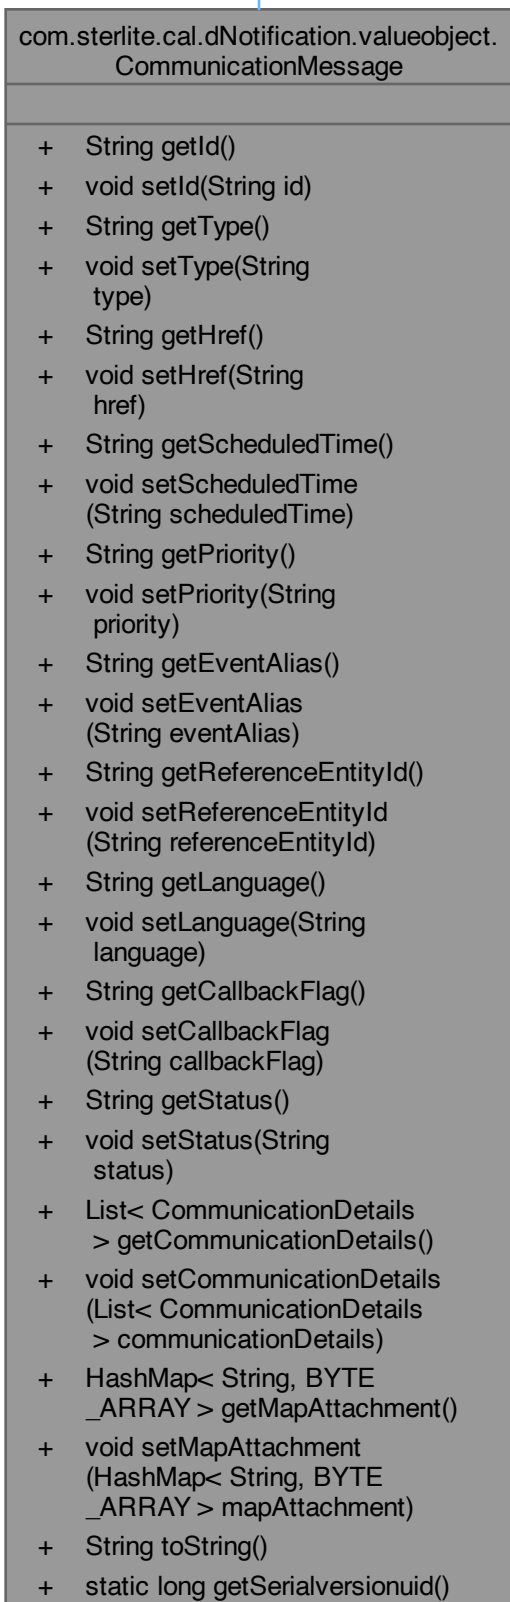 com.sterlite.cal.dNotification.valueobject.
CommunicationMessage
+ String getId()
+ void setId(String id)
+ String getType()
+ void setType(String
type)
+ String getHref()
+ void setHref(String
href)
+ String getScheduledTime()
+ void setScheduledTime
(String scheduledTime)
+ String getPriority()
+ void setPriority(String
priority)
+ String getEventAlias()
+ void setEventAlias
(String eventAlias)
+ String getReferenceEntityId()
+ void setReferenceEntityId
(String referenceEntityId)
+ String getLanguage()
+ void setLanguage(String
language)
+ String getCallbackFlag()
+ void setCallbackFlag
(String callbackFlag)
+ String getStatus()
+ void setStatus(String
status)
+ List< CommunicationDetails
> getCommunicationDetails()
+ void setCommunicationDetails
(List< CommunicationDetails
> communicationDetails)
+ HashMap< String, BYTE
_ARRAY > getMapAttachment()
+ void setMapAttachment
(HashMap< String, BYTE
_ARRAY > mapAttachment)
+ String toString()
+ static long getSerialversionuid()